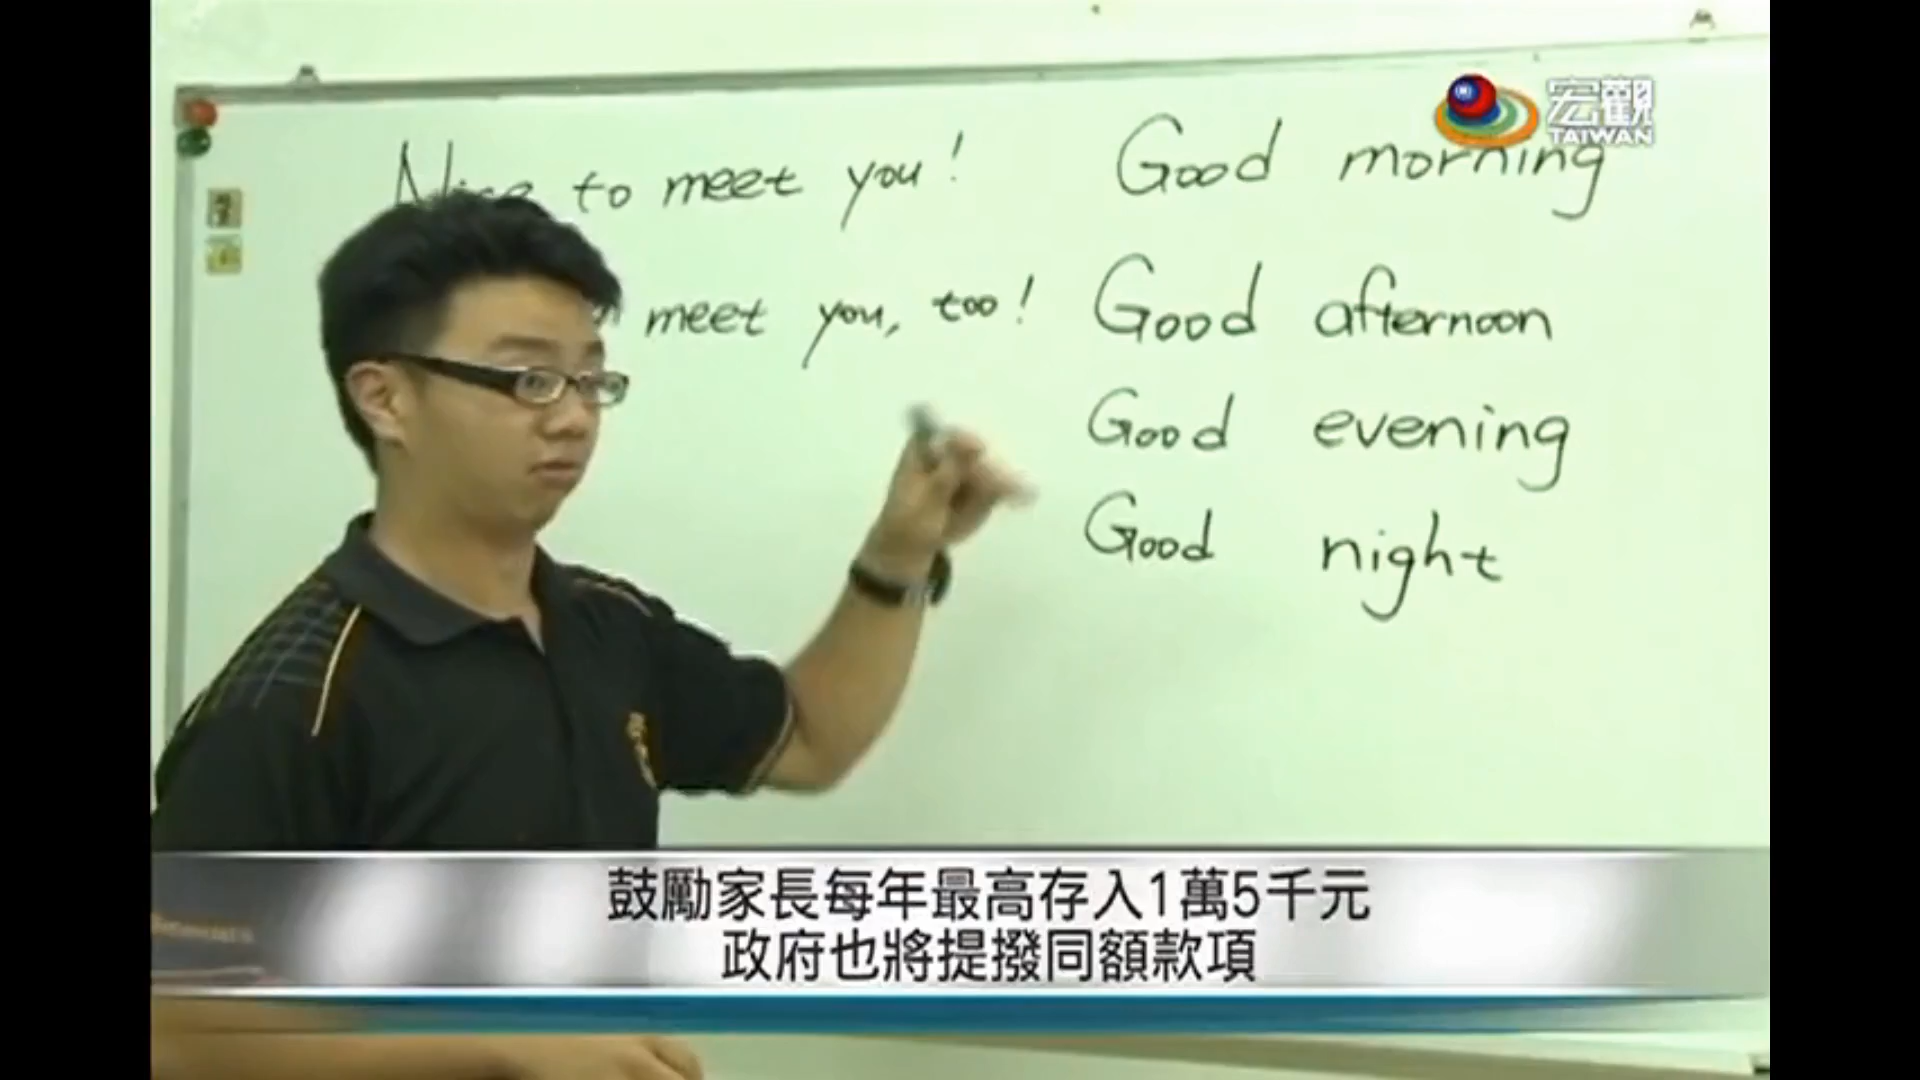 宏觀
TAIWAN
Nice to meet you!
Good morning
meet you, too!
Good afternoon
Good evening
Good night
鼓勵家長每年最高存入1萬5千元
政府也將提撥同額款項